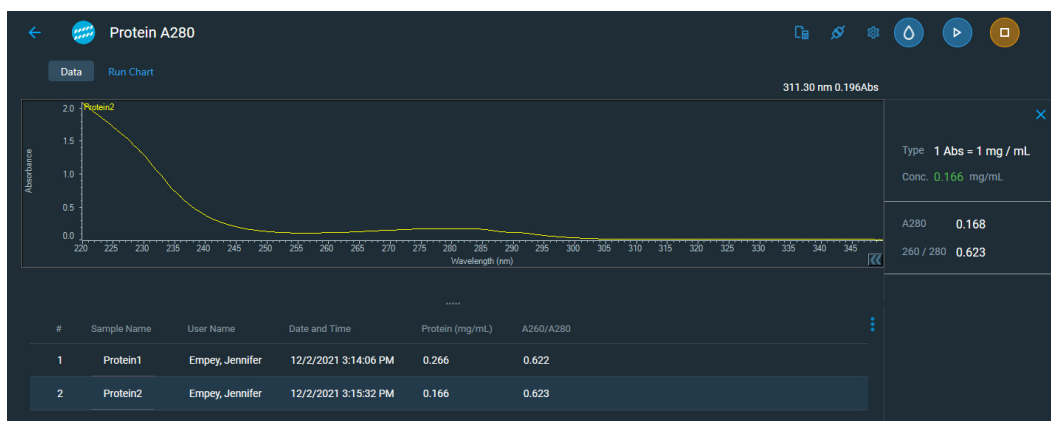 Protein A280
Data Run Chart
311.30 nm 0.196Abs
Protein2
Absorbance
2.0
1.5
1.0
0.5
0.0
220 225 230 235 240 245 250 255 260 265 270 275 280 285 290 295 300 305 310 315 320 325 330 335 340 345
Wavelength (nm)
Type 1 Abs = 1 mg / mL
Conc. 0.166 mg/mL
A280 0.168
260 / 280 0.623
# Sample Name User Name Date and Time Protein (mg/mL) A260/A280
1 Protein1 Empey, Jennifer 12/2/2021 3:14:06 PM 0.266 0.622
2 Protein2 Empey, Jennifer 12/2/2021 3:15:32 PM 0.166 0.623